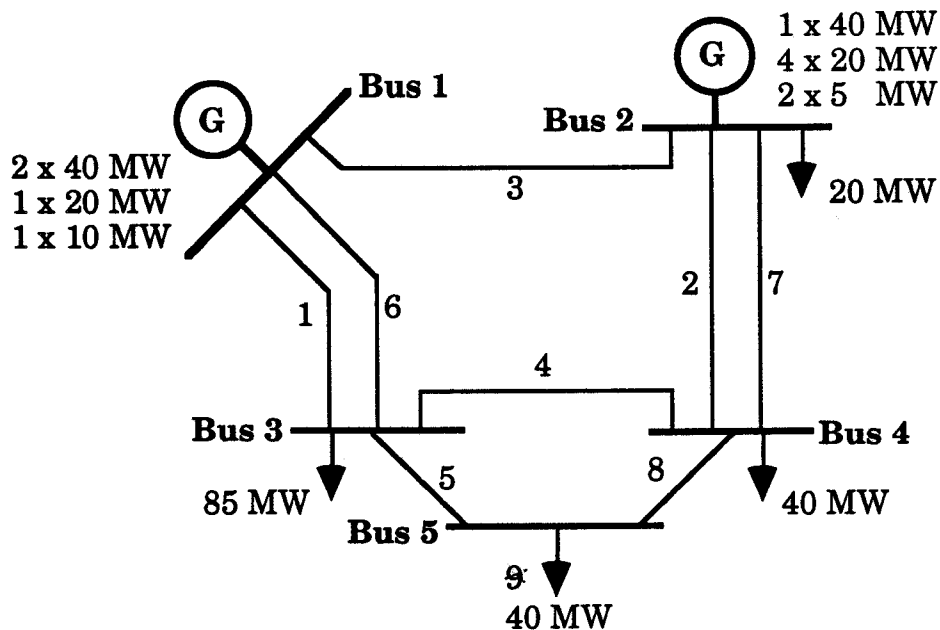 1 x 40 MW
G
4 x 20 MW
2 x 5 MW
Bus 1
G
Bus 2
2 x 40 MW
3
20 MW
1 x 20 MW
1 x 10 MW
2
7
1
6
4
Bus 3
Bus 4
5
8
85 MW
40 MW
Bus 5
9
40 MW